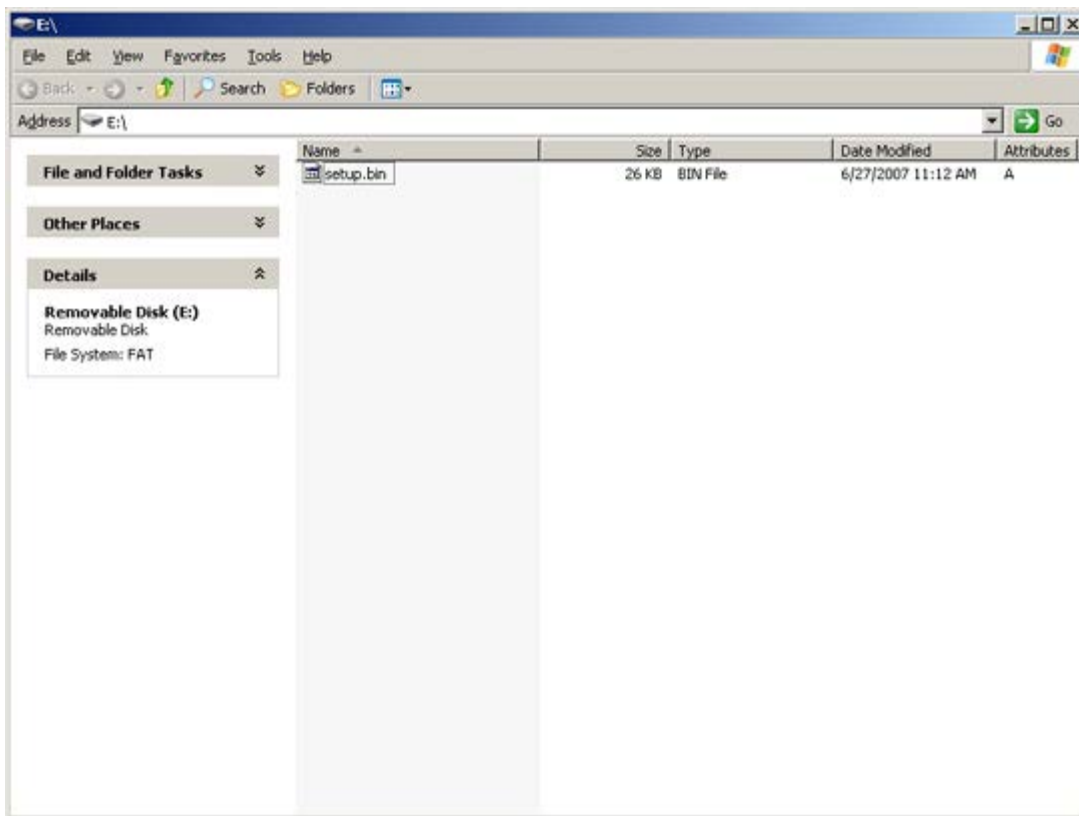 E:\
File Edit View Favorites Tools Help
Back Search Folders
Address E:\ Go
Name Size Type Date Modified Attributes
setup.bin 26 KB BIN File 6/27/2007 11:12 AM A
File and Folder Tasks
Other Places
Details
Removable Disk (E:)
Removable Disk
File System: FAT